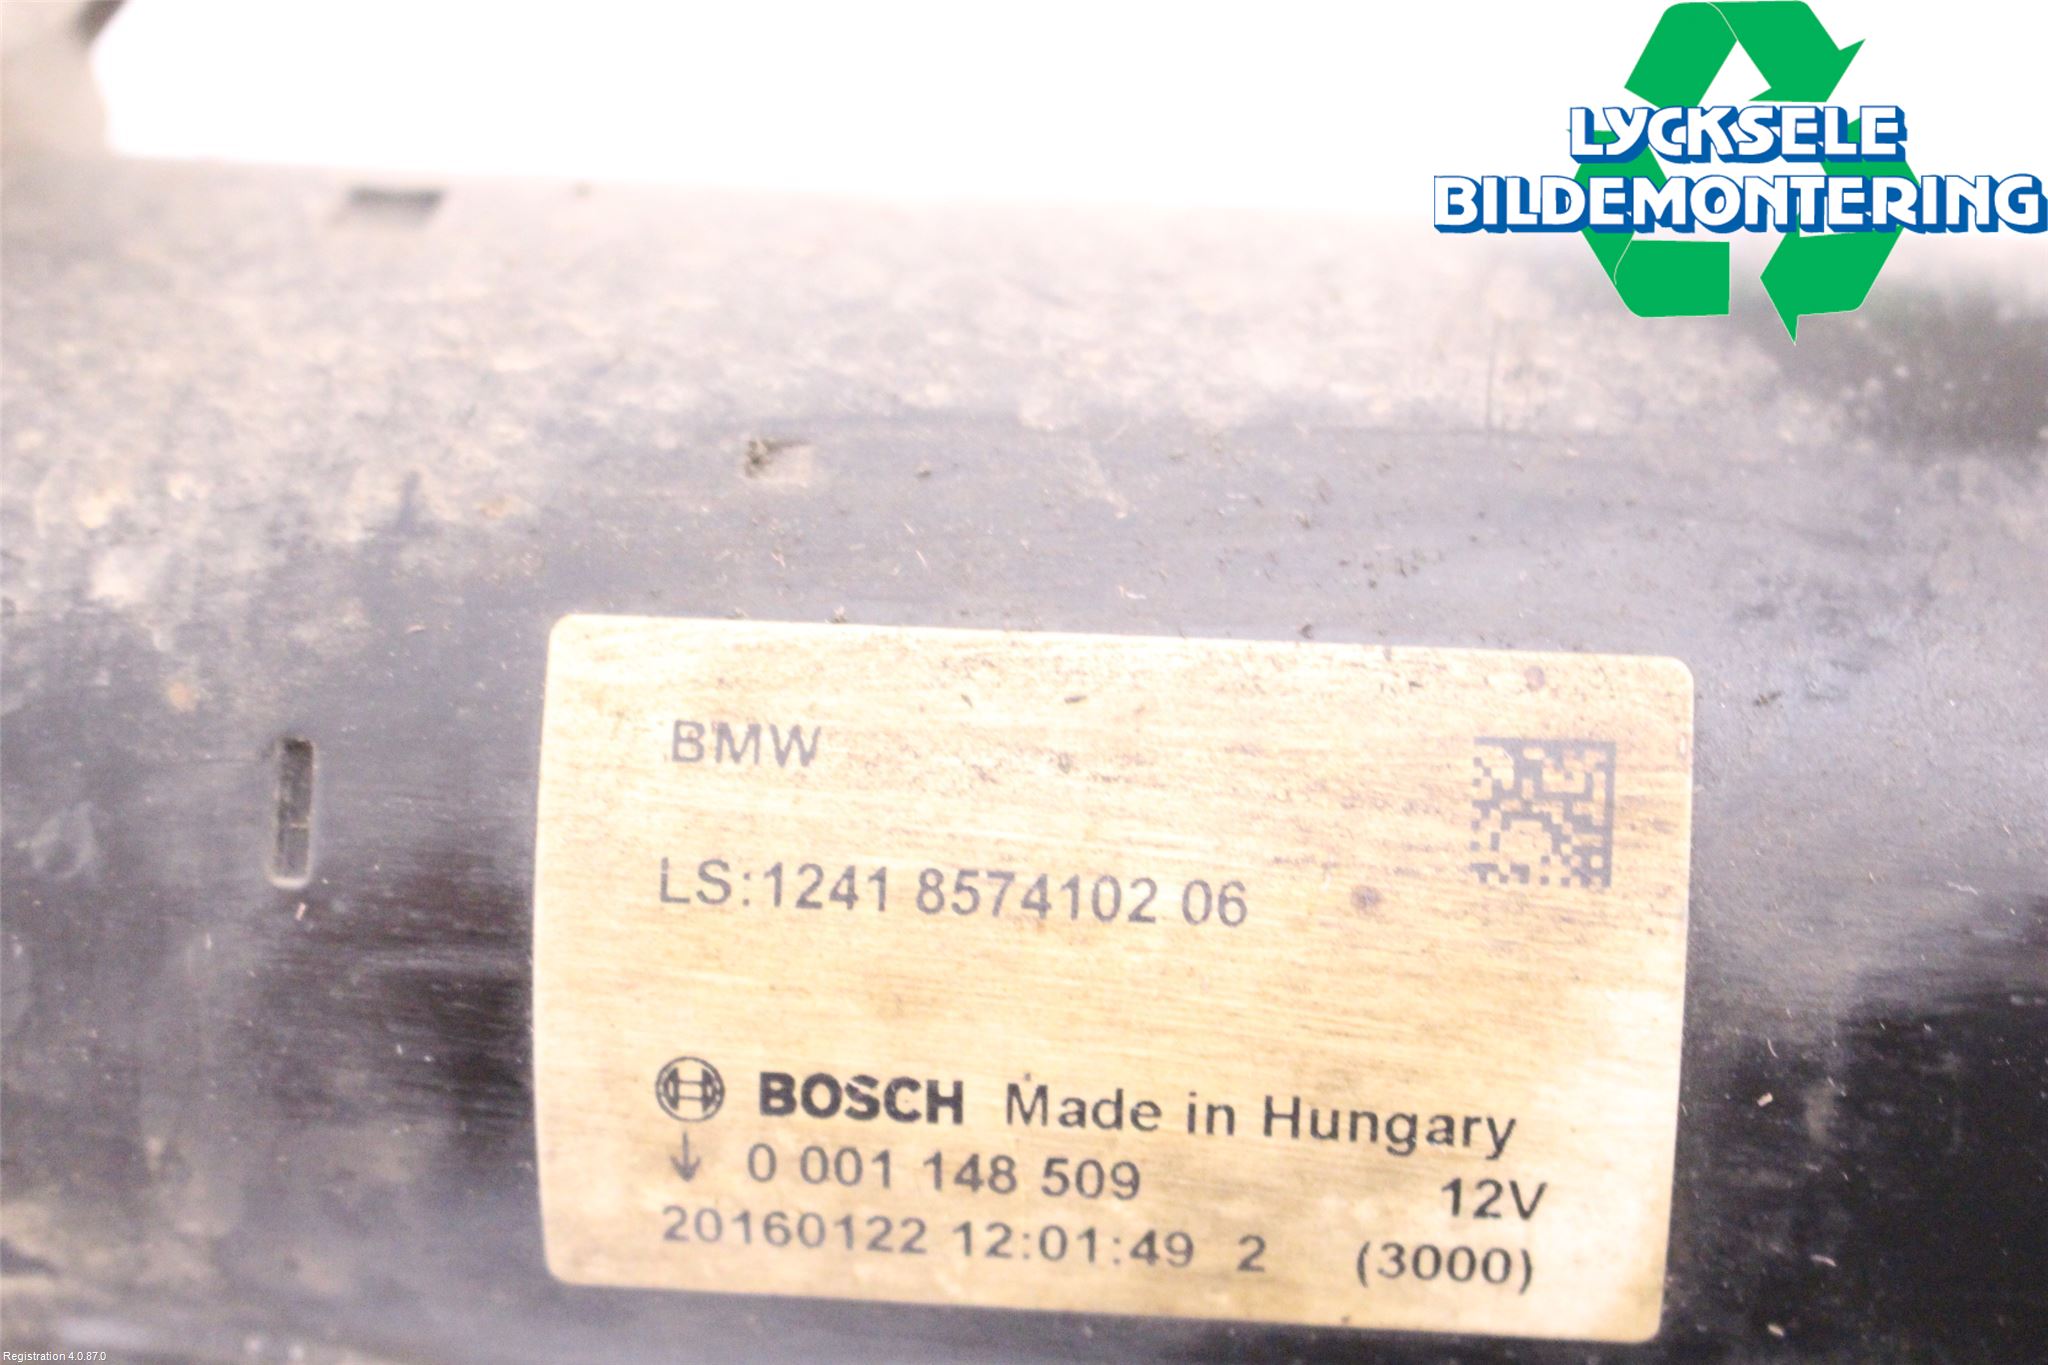 LYCKSELE
BILDEMONTERING
BMW
LS:1241 8574102 06
BOSCH Made in Hungary
↓ 0 001 148 509 12V
20160122 12:01:49 2 (3000)
Registration 4.0.87.0